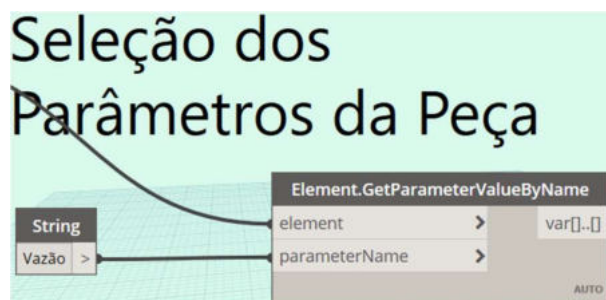 Seleção dos
Parâmetros da Peça
Element.GetParameterValueByName
String
element > var[]..[]
Vazão >
parameterName >
AUTO